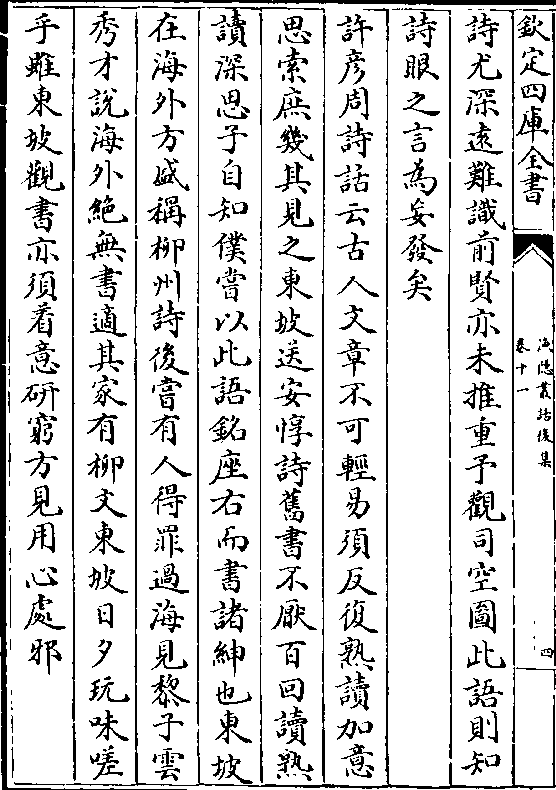 欽定四庫全書
漁隱叢話後集
卷十一
四
詩尤深遠難識前賢亦未推重予觀司空圖此語則知
詩眼之言為妄發矣
許彦周詩話云古人文章不可輕易須反復熟讀加意
思索庶幾其見之東坡送安惇詩舊書不厭百回讀熟
讀深思子自知僕嘗以此語銘座右而書諸紳也東坡
在海外方盛稱柳州詩後嘗有人得罪過海見黎子雲
秀才說海外絶無書適其家有柳文東坡日夕玩味嗟
乎雖東坡觀書亦須着意研窮方見用心處邪